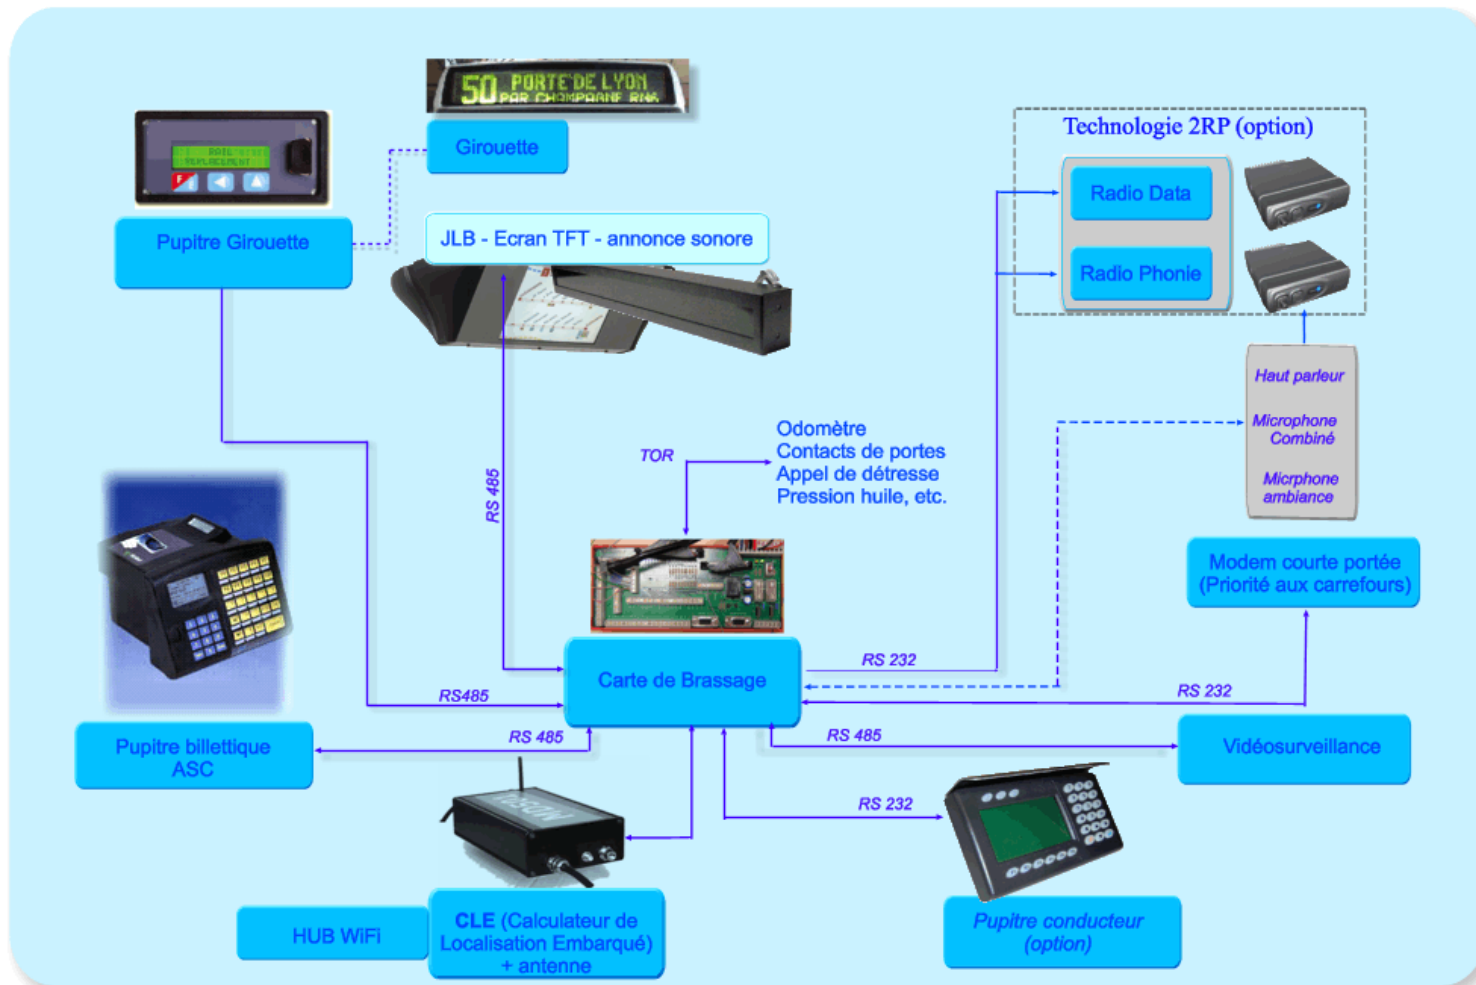 50 PORTE DE LYON
PAR CHAMPAGNE
RAIL
REPLACEMENT
Girouette
Pupitre Girouette
JLB - Ecran TFT - annonce sonore
Technologie 2RP (option)
Radio Data
Radio Phonie
Haut parleur
Microphone
Combiné
Micrphone
ambiance
Odomètre
Contacts de portes
Appel de détresse
Pression huile, etc.
TOR
RS 485
Modem courte portée
(Priorité aux carrefours)
Carte de Brassage
RS 232
RS485
RS 232
RS 485
RS 485
Pupitre billettique
ASC
Vidéosurveillance
RS 232
HUB WiFi
CLE (Calculateur de
Localisation Embarqué)
+ antenne
Pupitre conducteur
(option)